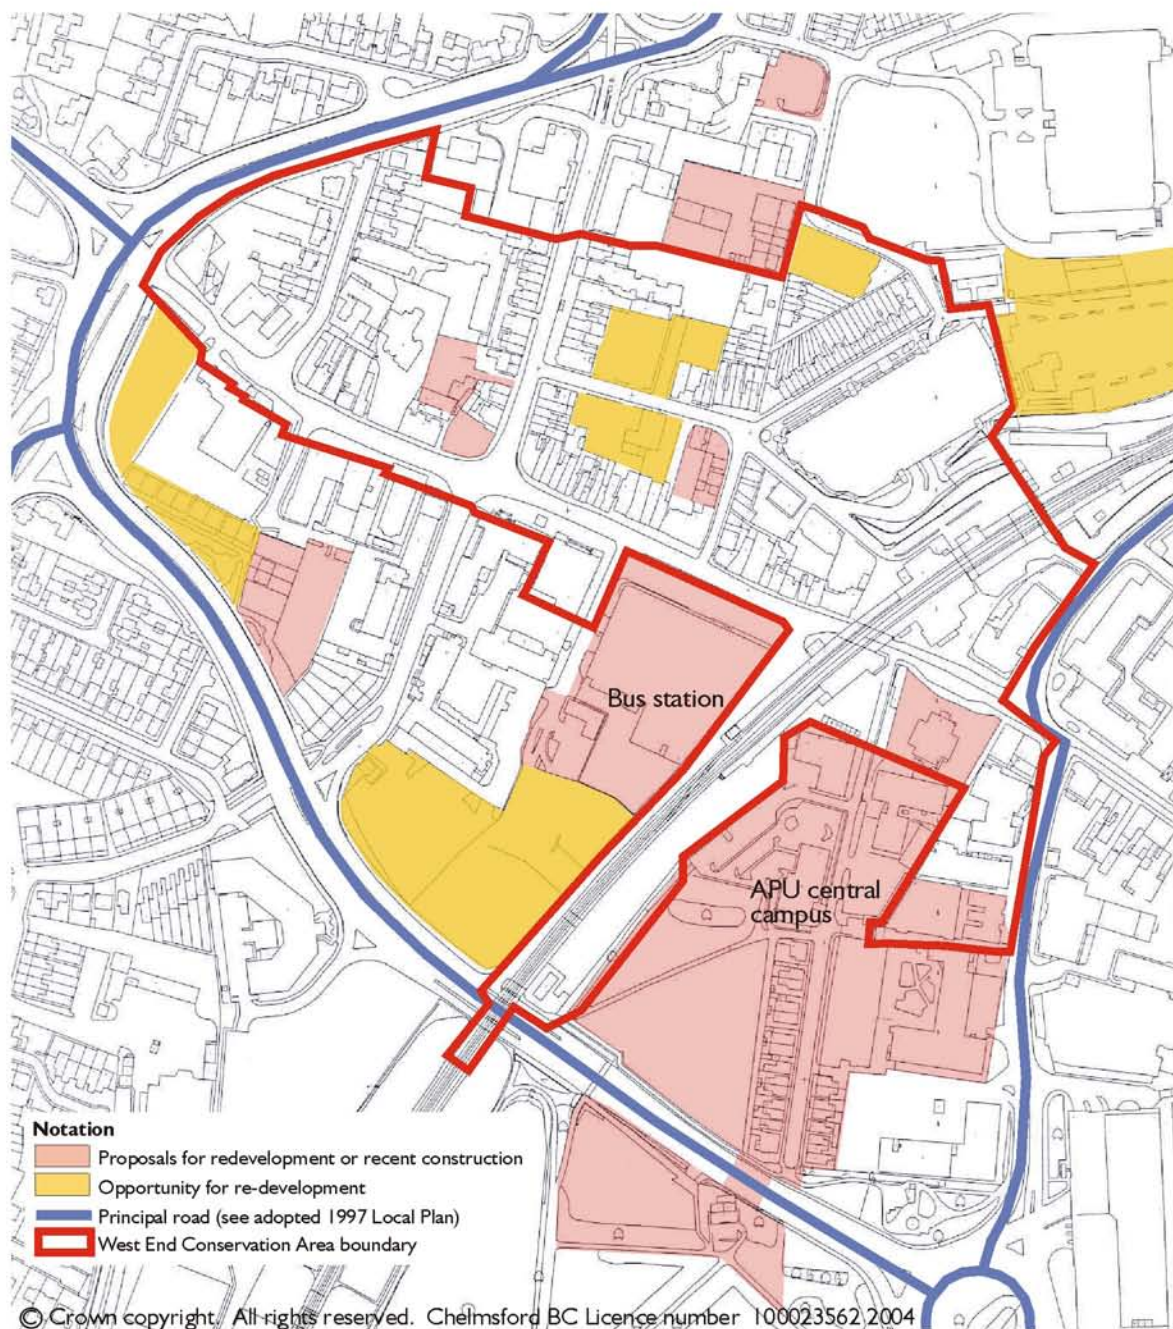 Bus station
APU central
campus
Notation
Proposals for redevelopment or recent construction
Opportunity for re-development
Principal road (see adopted 1997 Local Plan)
West End Conservation Area boundary
© Crown copyright. All rights reserved. Chelmsford BC Licence number 100023562 2004